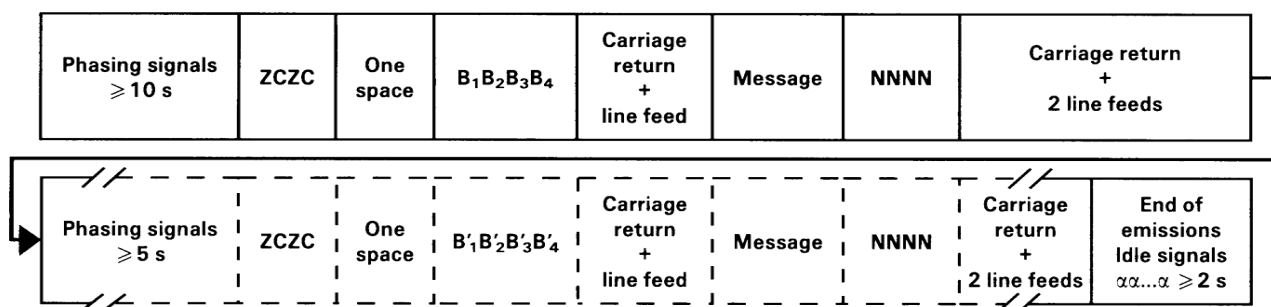 Phasing signals
⩾ 10 s
ZCZC
One
space
B₁B₂B₃B₄
Carriage
return
+
line feed
Message
NNNN
Carriage return
+
2 line feeds
Phasing signals
⩾ 5 s
ZCZC
One
space
B′₁B′₂B′₃B′₄
Carriage
return
+
line feed
Message
NNNN
Carriage
return
+
2 line feeds
End of
emissions
Idle signals
αα...α ⩾ 2 s